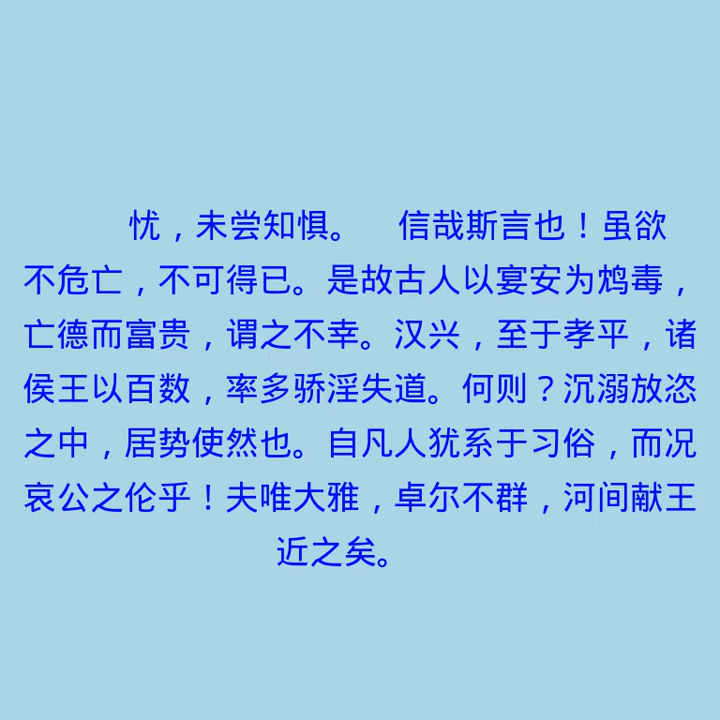 忧，未尝知惧。　信哉斯言也！虽欲
不危亡，不可得已。是故古人以宴安为鸩毒，
亡德而富贵，谓之不幸。汉兴，至于孝平，诸
侯王以百数，率多骄淫失道。何则？沉溺放恣
之中，居势使然也。自凡人犹系于习俗，而况
哀公之伦乎！夫唯大雅，卓尔不群，河间献王
近之矣。